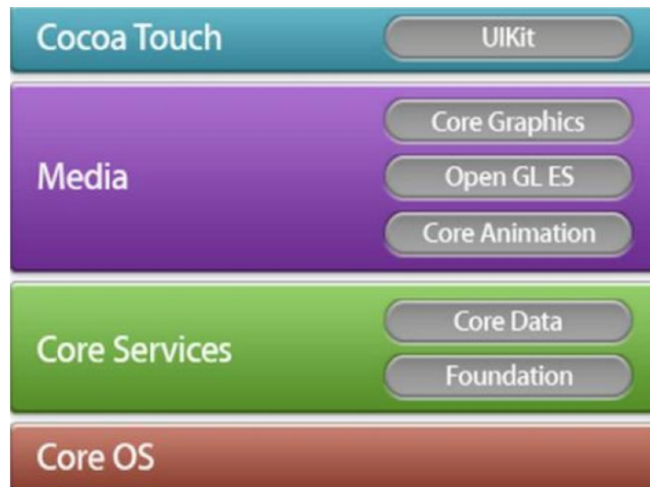 Cocoa Touch
UIKit
Media
Core Graphics
Open GL ES
Core Animation
Core Services
Core Data
Foundation
Core OS